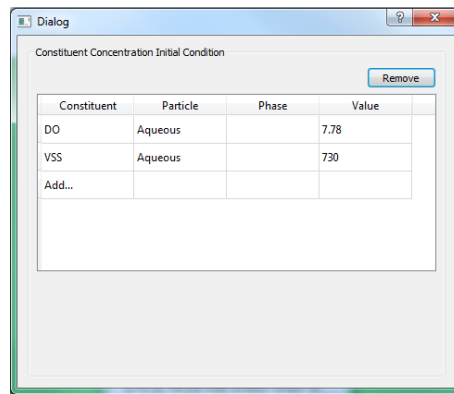 Dialog
Constituent Concentration Initial Condition
Remove
Constituent Particle Phase Value
DO Aqueous 7.78
VSS Aqueous 730
Add...